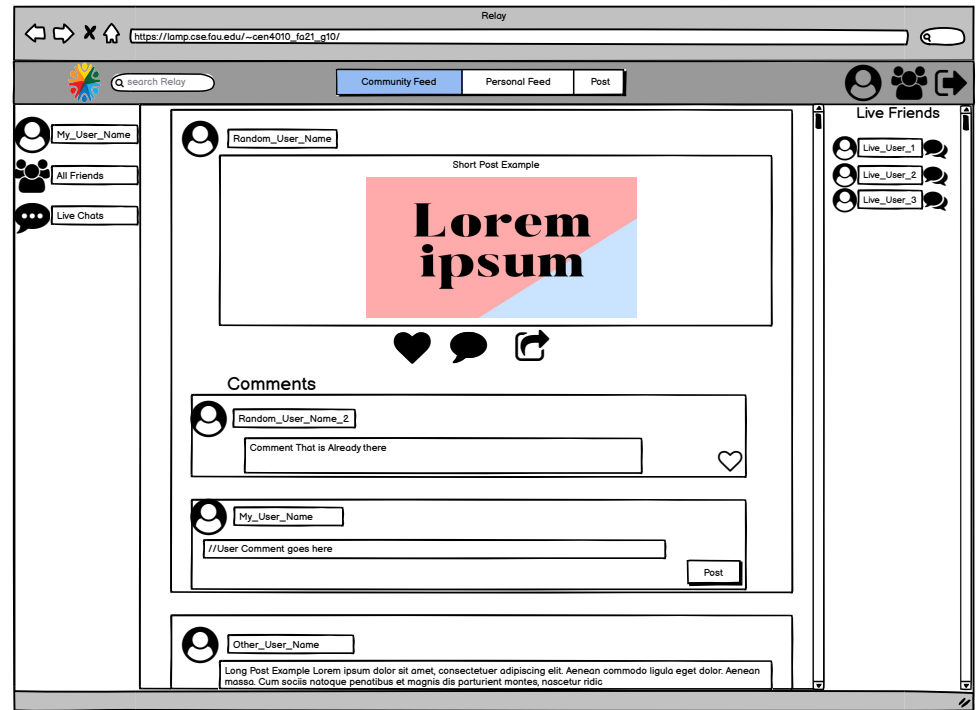 Relay
https://lamp.cse.fau.edu/~cen4010_fa21_g10/
search Relay
Community Feed
Personal Feed
Post
My_User_Name
All Friends
Live Chats
Random_User_Name
Short Post Example
Lorem
ipsum
Comments
Random_User_Name_2
Comment That is Already there
My_User_Name
//User Comment goes here
Post
Other_User_Name
Long Post Example Lorem ipsum dolor sit amet, consectetuer adipiscing elit. Aenean commodo ligula eget dolor. Aenean
massa. Cum sociis natoque penatibus et magnis dis parturient montes, nascetur ridic
Live Friends
Live_User_1
Live_User_2
Live_User_3